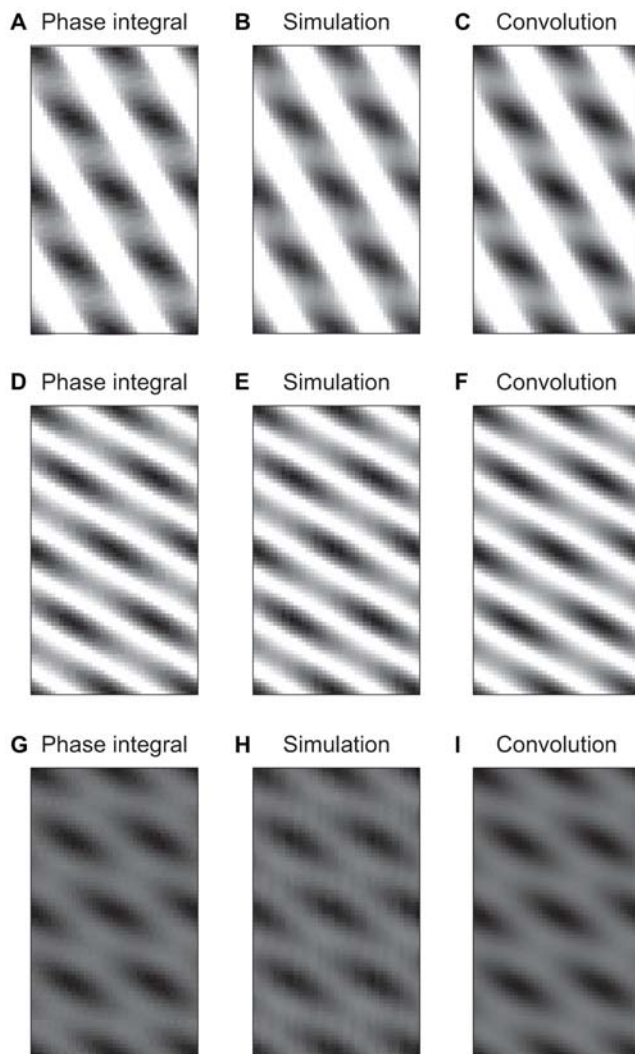 A Phase integral B Simulation C Convolution
D Phase integral E Simulation F Convolution
G Phase integral H Simulation I Convolution